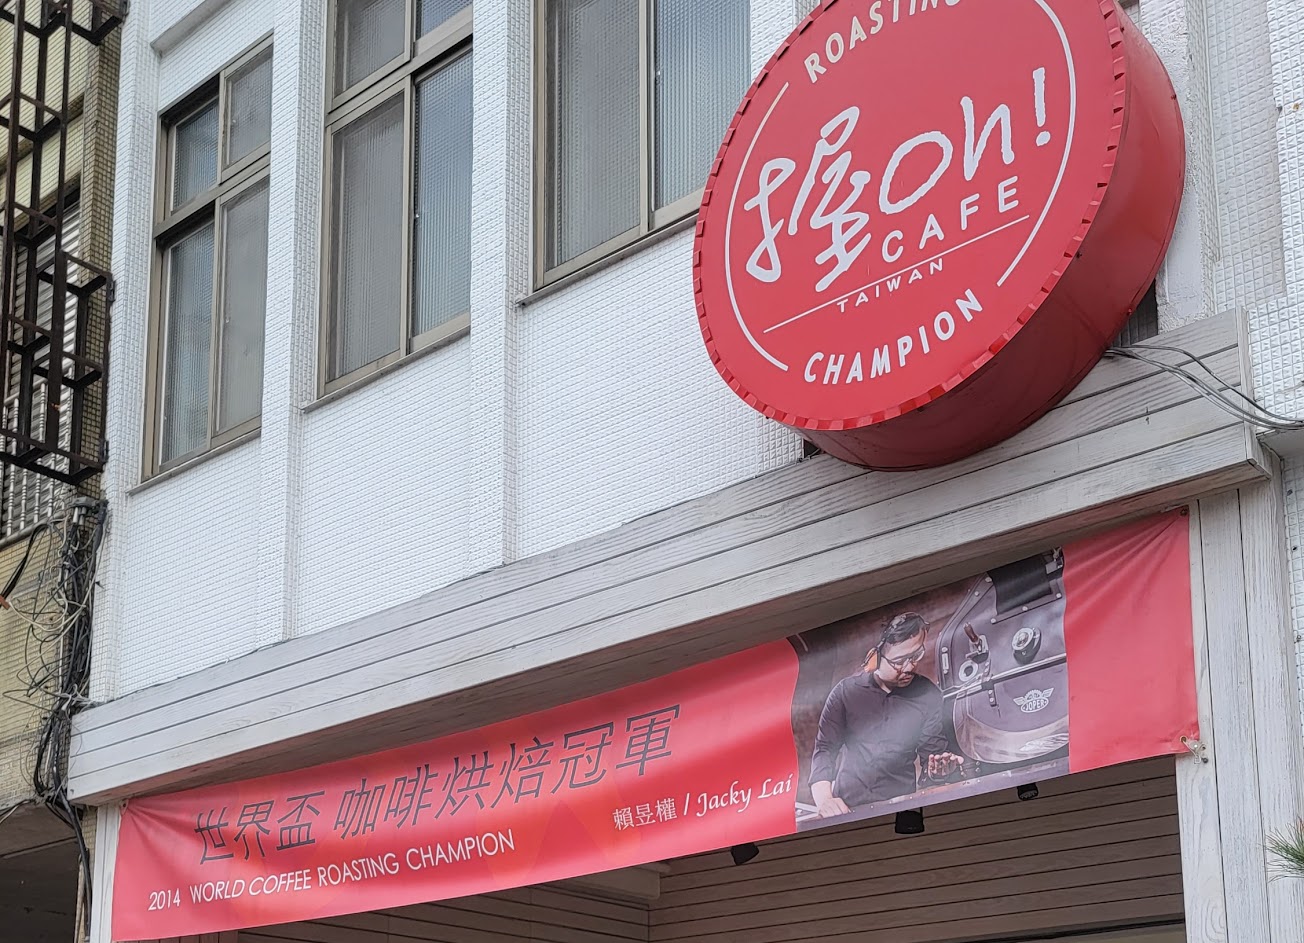 ROASTING
握Oh!
CAFE
TAIWAN
CHAMPION
世界盃 咖啡烘焙冠軍
賴昱權 / Jacky Lai
2014 WORLD COFFEE ROASTING CHAMPION
JOPER